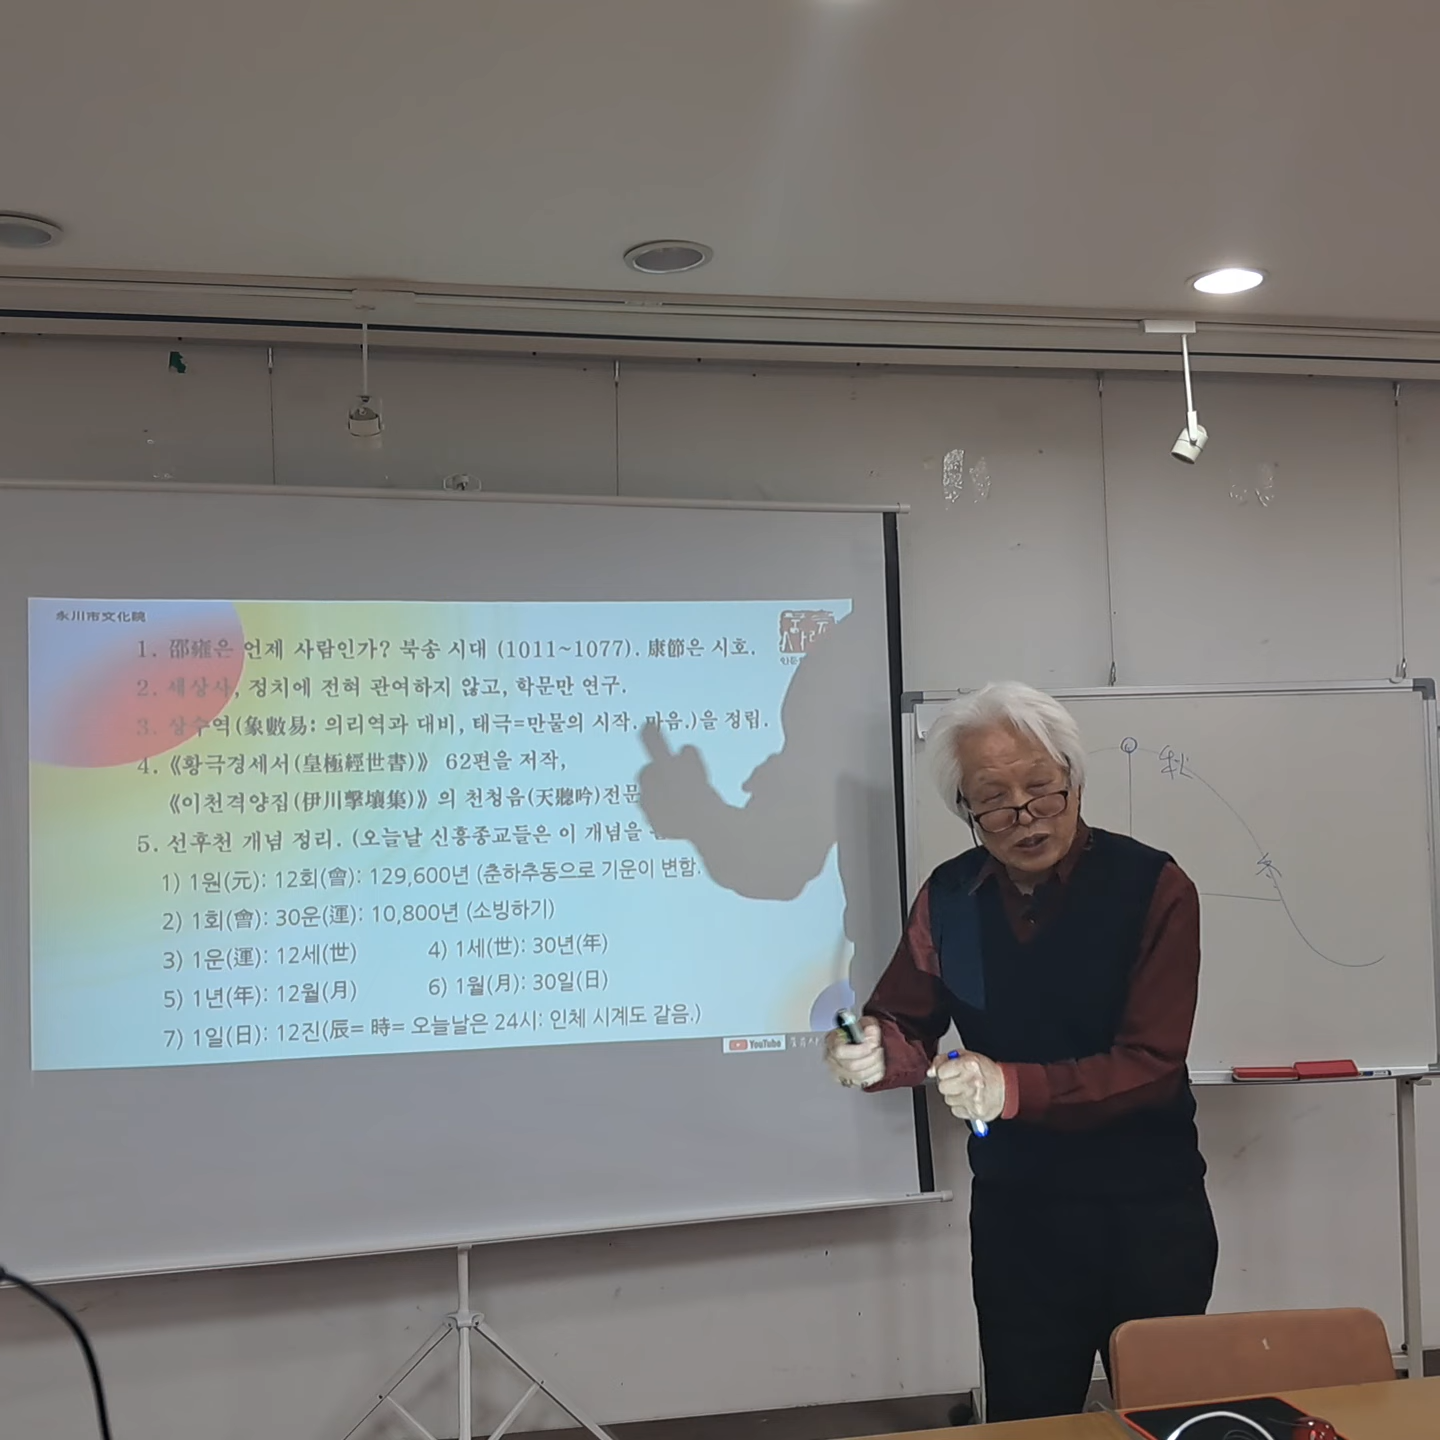 永川市文化院
1. 邵雍은 언제 사람인가? 북송 시대 (1011~1077). 康節은 시호.
2. 세상사, 정치에 전혀 관여하지 않고, 학문만 연구.
3. 상수역(象數易; 의리역과 대비, 태극=만물의 시작. 마음.)을 정립.
4. 《황극경세서(皇極經世書)》 62편을 저작,
《이천격양집(伊川擊壤集)》의 천청음(天聽吟)전문
5. 선후천 개념 정리. (오늘날 신흥종교들은 이 개념을
1) 1원(元): 12회(會): 129,600년 (춘하추동으로 기운이 변함.
2) 1회(會): 30운(運): 10,800년 (소빙하기)
3) 1운(運): 12세(世) 4) 1세(世): 30년(年)
5) 1년(年): 12월(月) 6) 1월(月): 30일(日)
7) 1일(日): 12진(辰= 時= 오늘날은 24시: 인체 시계도 같음.)
YouTube
秋
冬